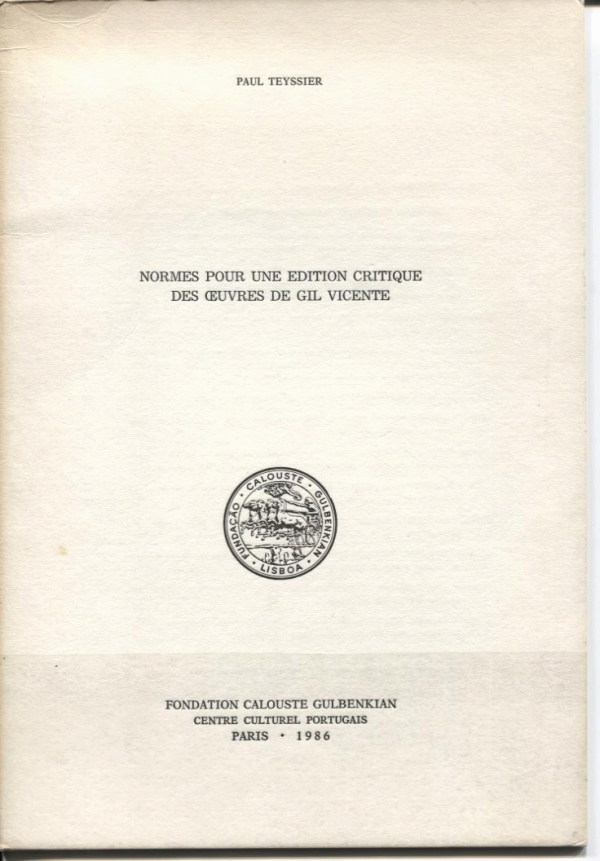 PAUL TEYSSIER
NORMES POUR UNE EDITION CRITIQUE
DES ŒUVRES DE GIL VICENTE
FUNDAÇÃO · CALOUSTE · GULBENKIAN · LISBOA ·
FONDATION CALOUSTE GULBENKIAN
CENTRE CULTUREL PORTUGAIS
PARIS · 1986